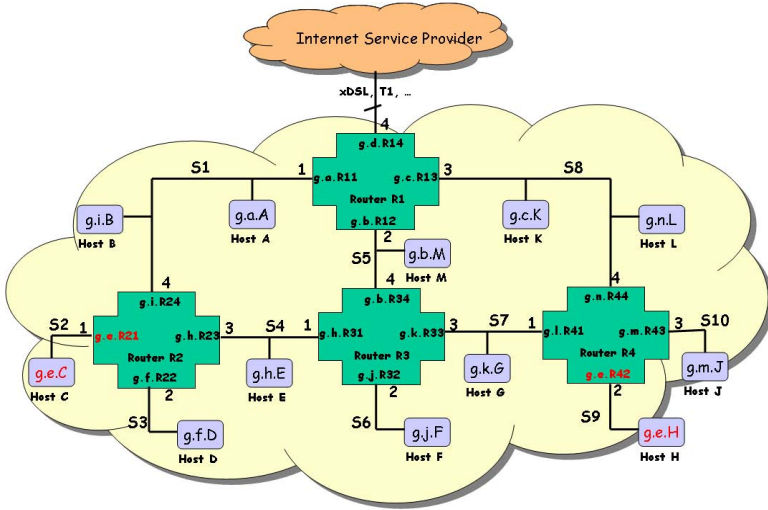 Internet Service Provider
xDSL, T1, ...
4
g.d.R14
S1
1
g.a.R11
g.c.R13
3
S8
Router R1
g.b.R12
2
g.i.B
Host B
g.a.A
Host A
g.c.K
Host K
g.n.L
Host L
S5
g.b.M
Host M
4
g.i.R24
4
g.b.R34
4
g.n.R44
S2
1
g.e.R21
g.h.R23
3
S4
1
g.h.R31
g.k.R33
3
S7
1
g.l.R41
g.m.R43
3
S10
Router R2
g.f.R22
2
Router R3
g.j.R32
2
Router R4
g.e.R42
2
g.e.C
Host C
g.h.E
Host E
g.k.G
Host G
g.m.J
Host J
S3
g.f.D
Host D
S6
g.j.F
Host F
S9
g.e.H
Host H